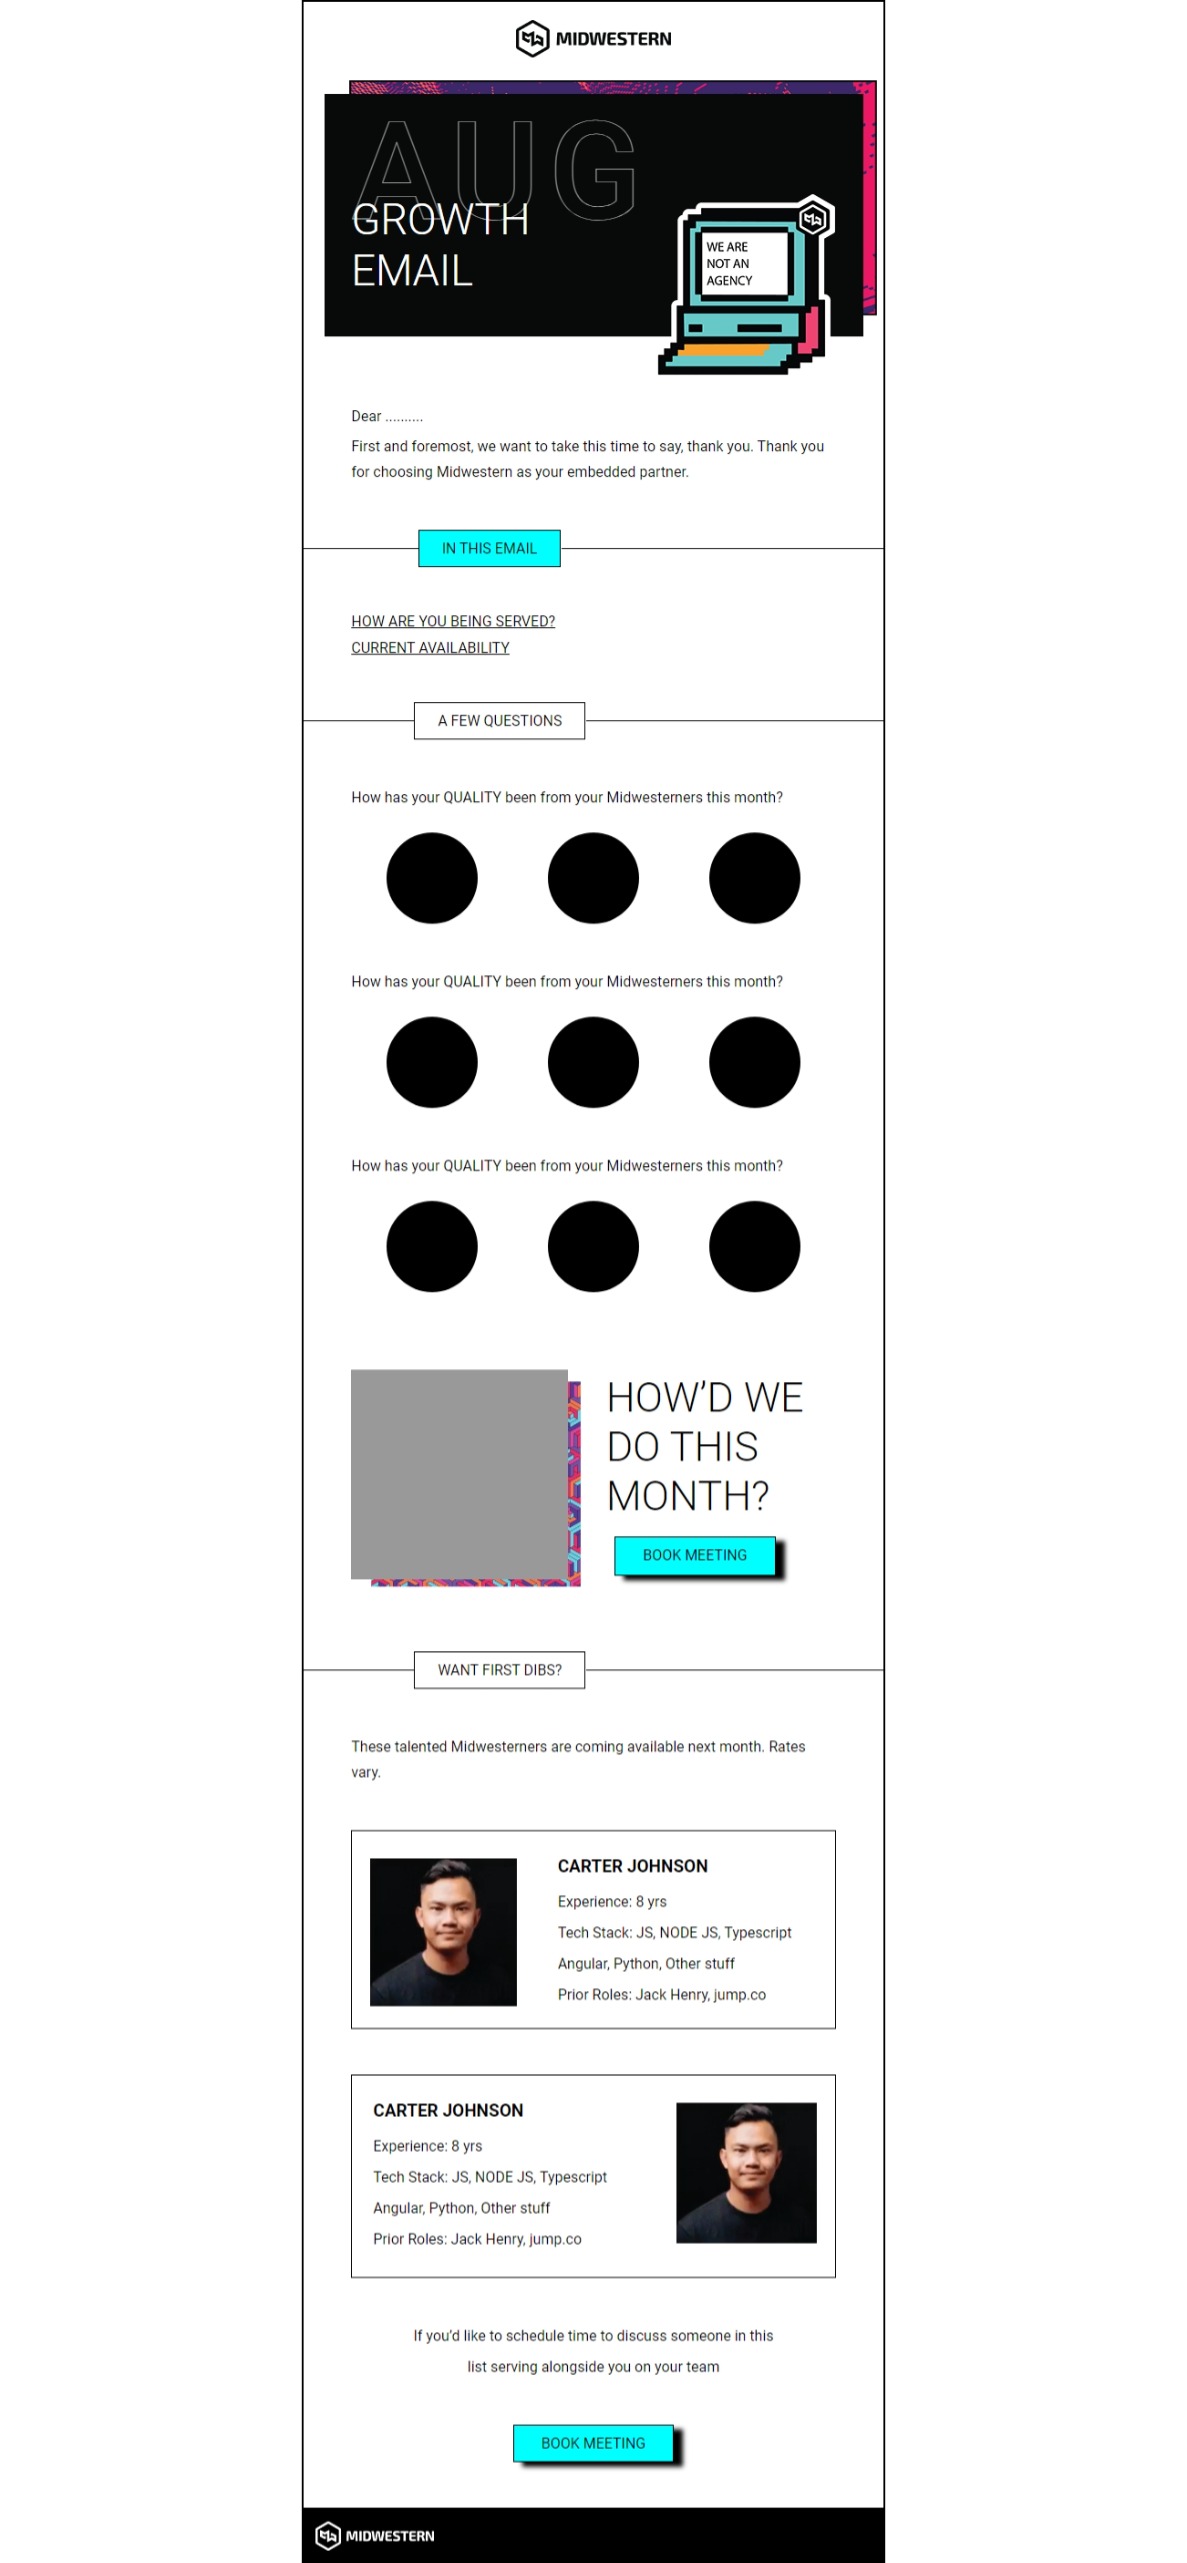 MIDWESTERN
AUG
GROWTH
EMAIL
WE ARE
NOT AN
AGENCY
Dear ..........
First and foremost, we want to take this time to say, thank you. Thank you
for choosing Midwestern as your embedded partner.
IN THIS EMAIL
HOW ARE YOU BEING SERVED?
CURRENT AVAILABILITY
A FEW QUESTIONS
How has your QUALITY been from your Midwesterners this month?
How has your QUALITY been from your Midwesterners this month?
How has your QUALITY been from your Midwesterners this month?
HOW’D WE
DO THIS
MONTH?
BOOK MEETING
WANT FIRST DIBS?
These talented Midwesterners are coming available next month. Rates
vary.
CARTER JOHNSON
Experience: 8 yrs
Tech Stack: JS, NODE JS, Typescript
Angular, Python, Other stuff
Prior Roles: Jack Henry, jump.co
CARTER JOHNSON
Experience: 8 yrs
Tech Stack: JS, NODE JS, Typescript
Angular, Python, Other stuff
Prior Roles: Jack Henry, jump.co
If you’d like to schedule time to discuss someone in this
list serving alongside you on your team
BOOK MEETING
MIDWESTERN